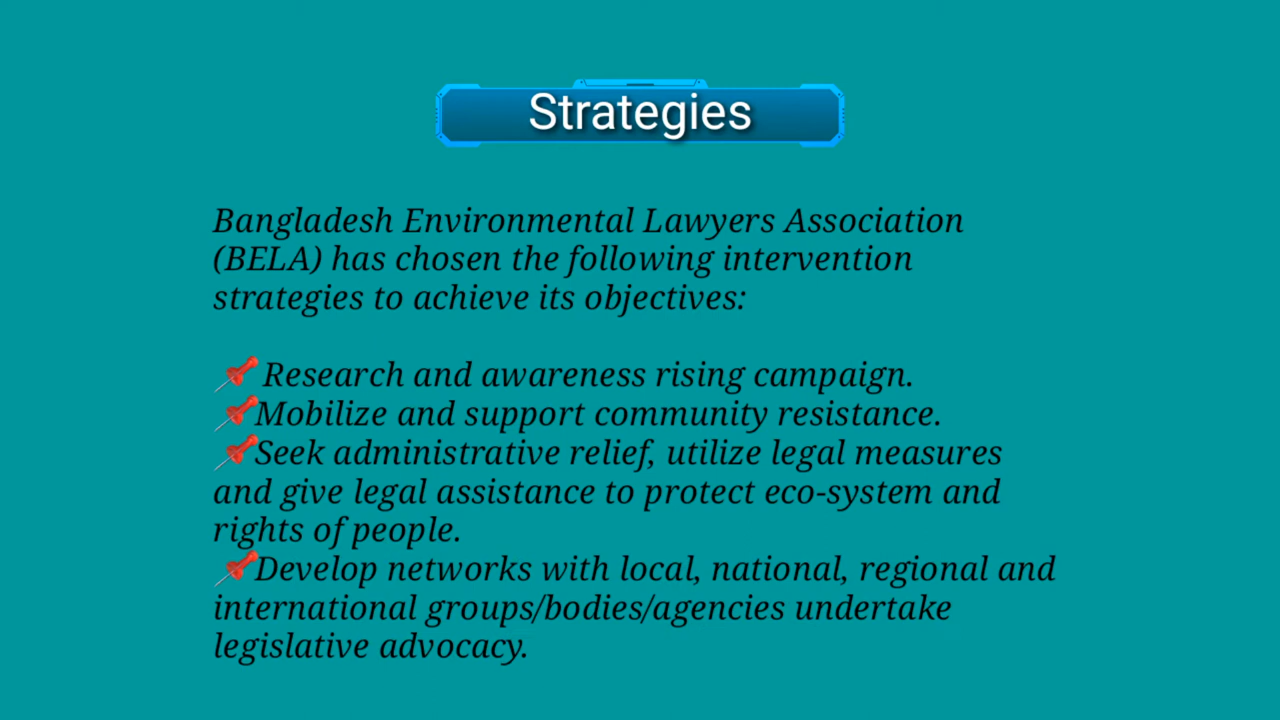 Strategies
Bangladesh Environmental Lawyers Association
(BELA) has chosen the following intervention
strategies to achieve its objectives:
📌 Research and awareness rising campaign.
📌Mobilize and support community resistance.
📌Seek administrative relief, utilize legal measures
and give legal assistance to protect eco-system and
rights of people.
📌Develop networks with local, national, regional and
international groups/bodies/agencies undertake
legislative advocacy.